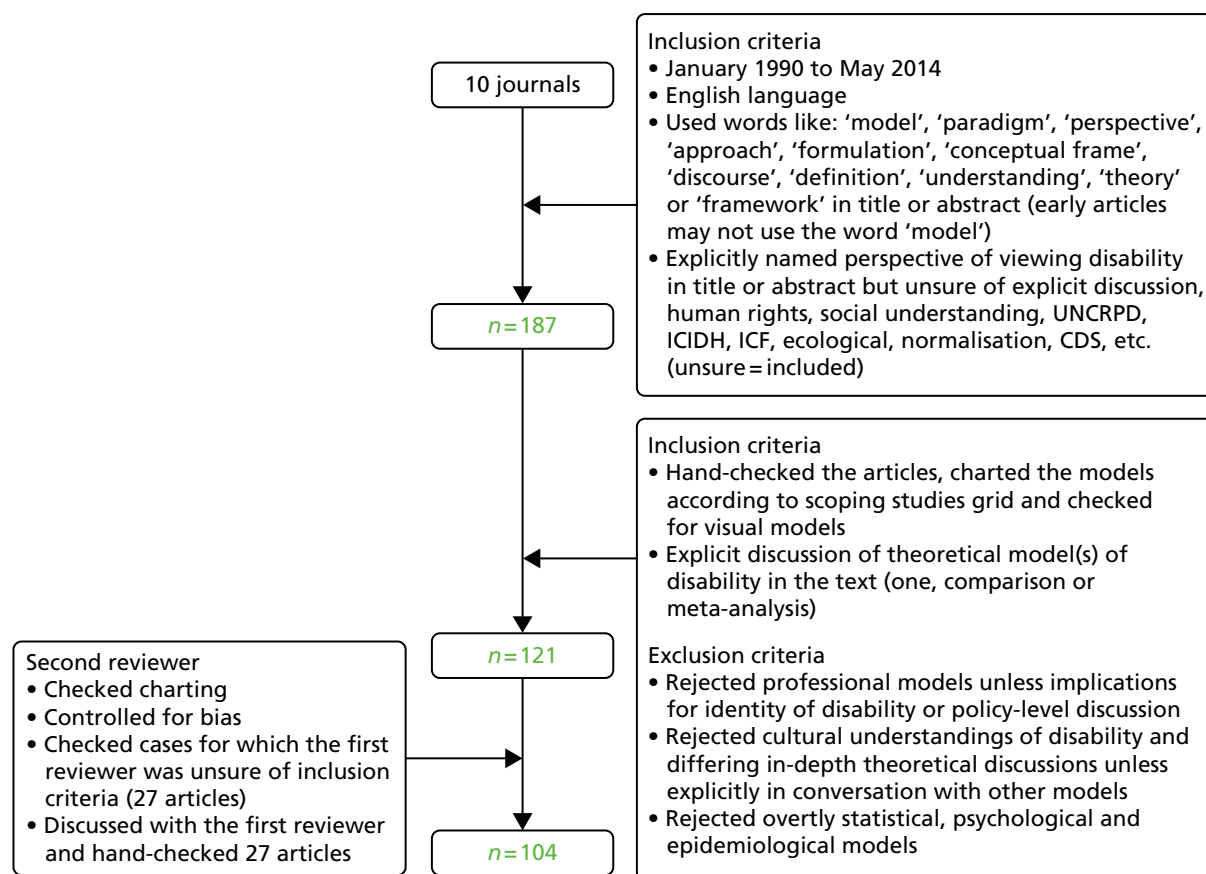 10 journals
Inclusion criteria
• January 1990 to May 2014
• English language
• Used words like: ‘model’, ‘paradigm’, ‘perspective’,
‘approach’, ‘formulation’, ‘conceptual frame’,
‘discourse’, ‘definition’, ‘understanding’, ‘theory’
or ‘framework’ in title or abstract (early articles
may not use the word ‘model’)
• Explicitly named perspective of viewing disability
in title or abstract but unsure of explicit discussion,
human rights, social understanding, UNCRPD,
ICIDH, ICF, ecological, normalisation, CDS, etc.
(unsure=included)
n=187
Inclusion criteria
• Hand-checked the articles, charted the models
according to scoping studies grid and checked
for visual models
• Explicit discussion of theoretical model(s) of
disability in the text (one, comparison or
meta-analysis)
Exclusion criteria
• Rejected professional models unless implications
for identity of disability or policy-level discussion
• Rejected cultural understandings of disability and
differing in-depth theoretical discussions unless
explicitly in conversation with other models
• Rejected overtly statistical, psychological and
epidemiological models
n=121
Second reviewer
• Checked charting
• Controlled for bias
• Checked cases for which the first
reviewer was unsure of inclusion
criteria (27 articles)
• Discussed with the first reviewer
and hand-checked 27 articles
n=104